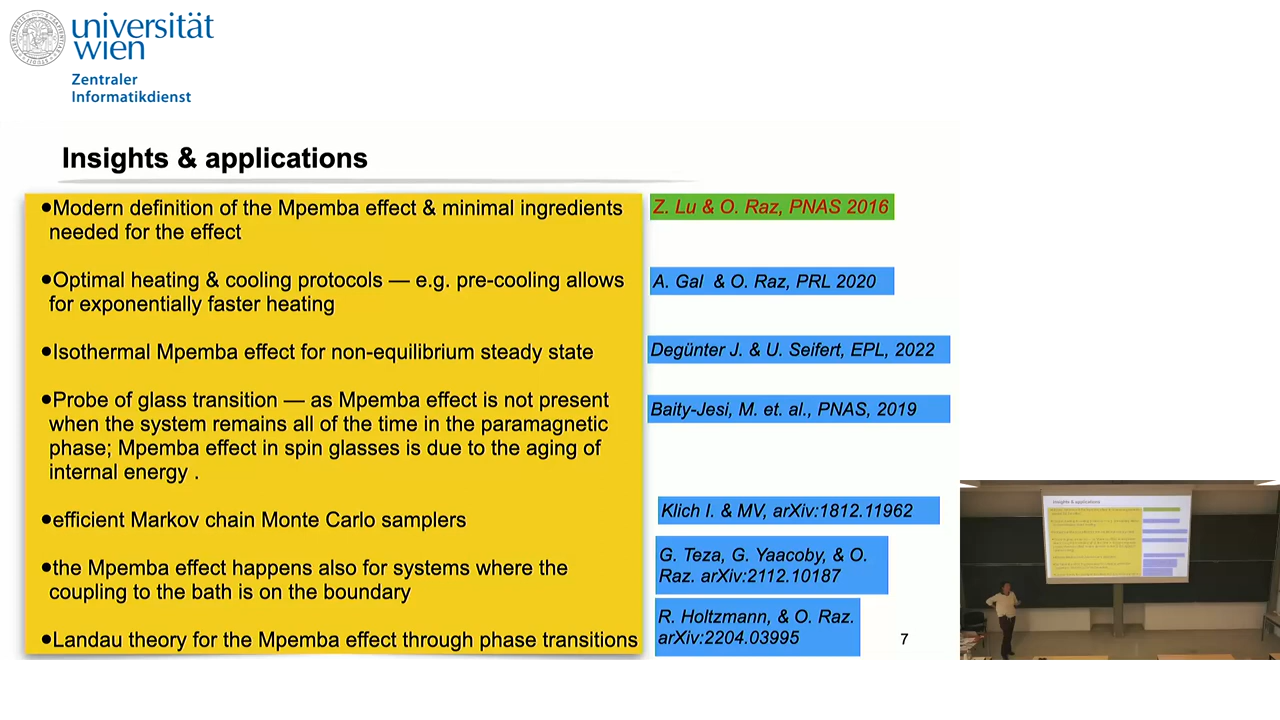 universität
wien
Zentraler
Informatikdienst
Insights & applications
●Modern definition of the Mpemba effect & minimal ingredients
needed for the effect
Z. Lu & O. Raz, PNAS 2016
●Optimal heating & cooling protocols — e.g. pre-cooling allows
for exponentially faster heating
A. Gal & O. Raz, PRL 2020
●Isothermal Mpemba effect for non-equilibrium steady state
Degünter J. & U. Seifert, EPL, 2022
●Probe of glass transition — as Mpemba effect is not present
when the system remains all of the time in the paramagnetic
phase; Mpemba effect in spin glasses is due to the aging of
internal energy .
Baity-Jesi, M. et. al., PNAS, 2019
●efficient Markov chain Monte Carlo samplers
Klich I. & MV, arXiv:1812.11962
●the Mpemba effect happens also for systems where the
coupling to the bath is on the boundary
G. Teza, G. Yaacoby, & O.
Raz. arXiv:2112.10187
●Landau theory for the Mpemba effect through phase transitions
R. Holtzmann, & O. Raz.
arXiv:2204.03995
7
Insights & applications